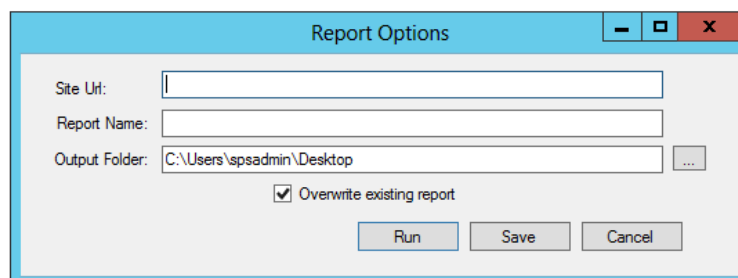 Report Options
Site Url:
Report Name:
Output Folder: C:\Users\spsadmin\Desktop ...
Overwrite existing report
Run Save Cancel